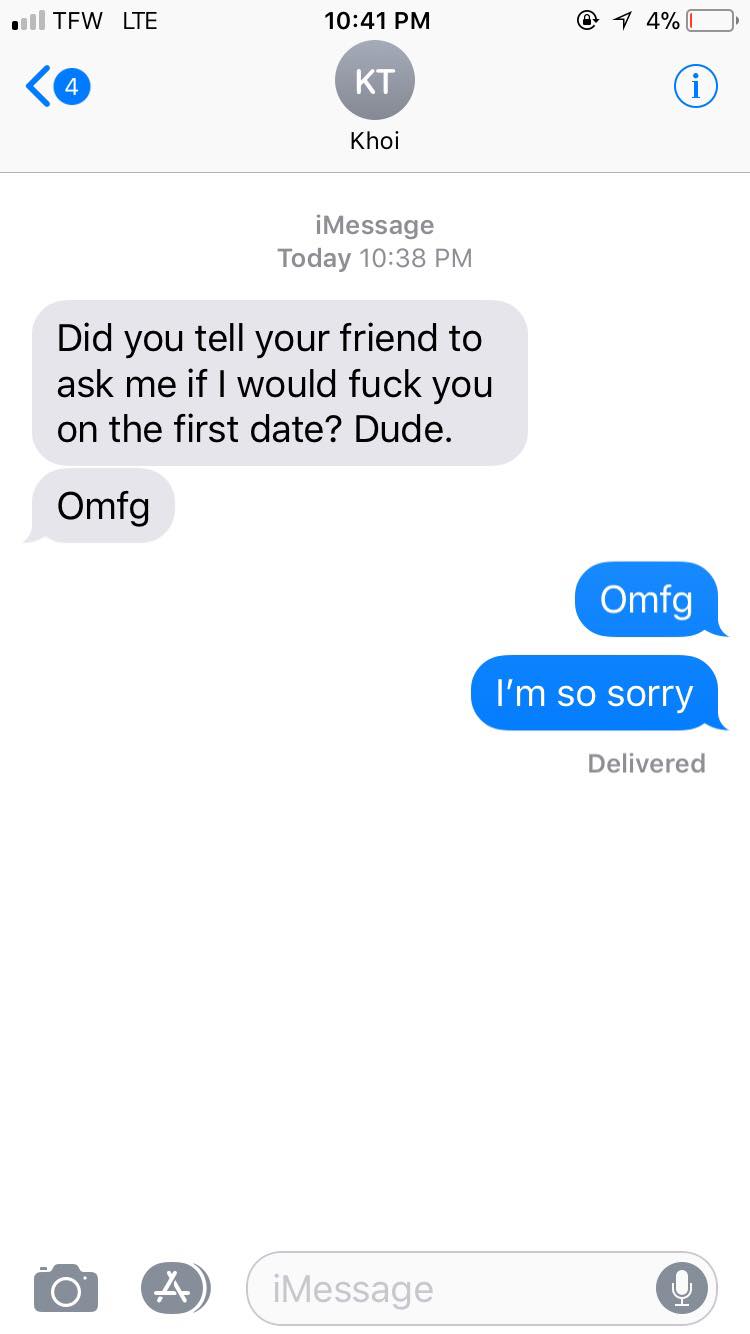 TFW LTE 10:41 PM 4%
4
KT
Khoi
iMessage
Today 10:38 PM
Did you tell your friend to
ask me if I would fuck you
on the first date? Dude.
Omfg
Omfg
I’m so sorry
Delivered
iMessage